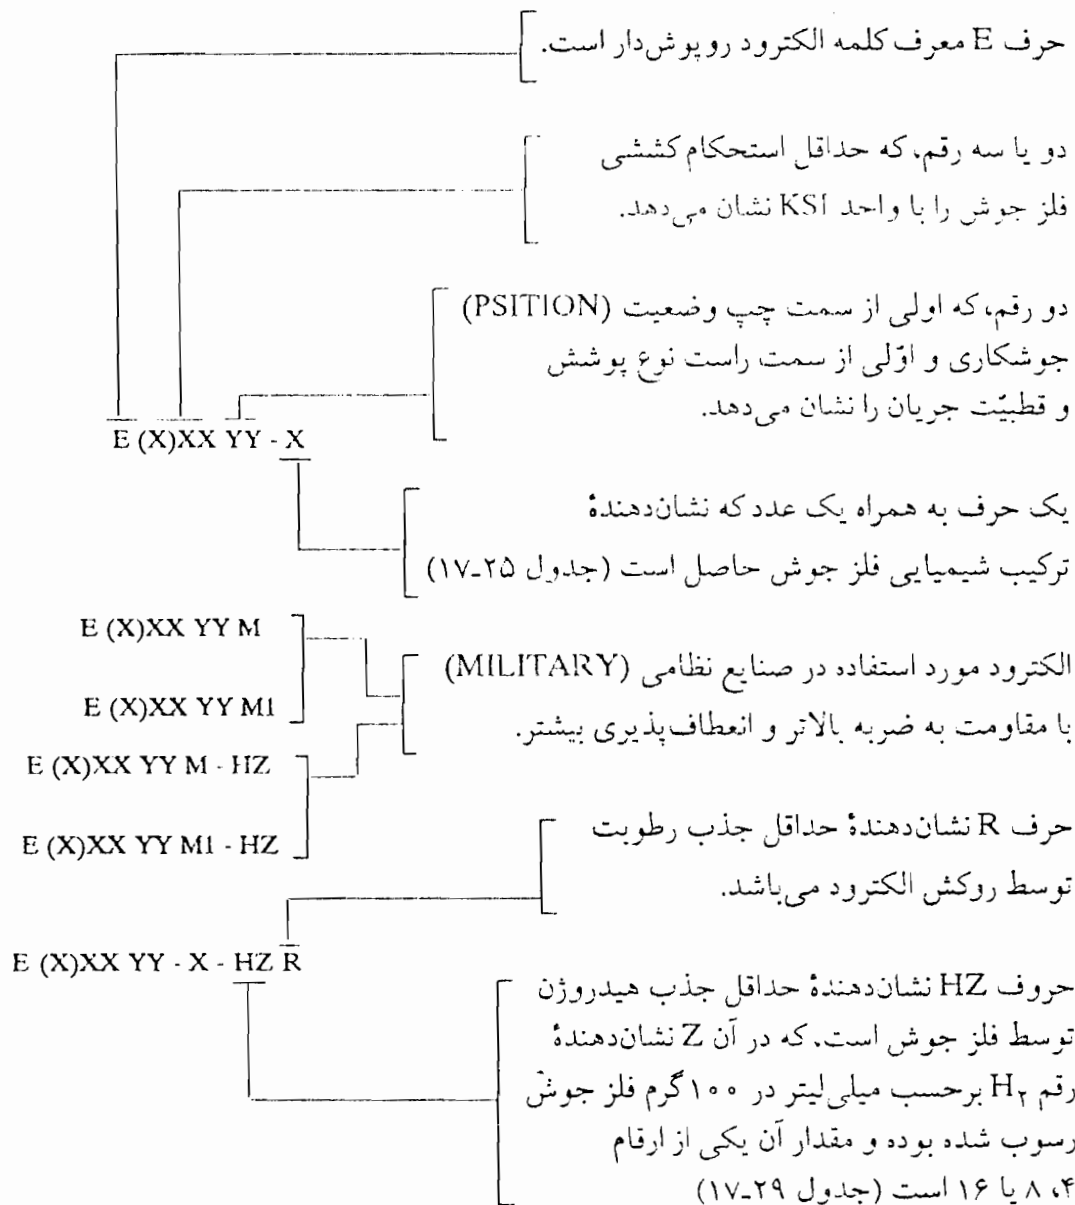 حرف E معرف کلمه الکترود روپوش‌دار است.
دو یا سه رقم، که حداقل استحکام کششی
فلز جوش را با واحد KSI نشان می‌دهد.
دو رقم، که اولی از سمت چپ وضعیت (PSITION)
جوشکاری و اوّلی از سمت راست نوع پوشش
و قطبیّت جریان را نشان می‌دهد.
E (X)XX YY - X
یک حرف به همراه یک عدد که نشان‌دهندهٔ
ترکیب شیمیایی فلز جوش حاصل است (جدول ۲۵-۱۷)
E (X)XX YY M
E (X)XX YY M1
E (X)XX YY M - HZ
E (X)XX YY M1 - HZ
الکترود مورد استفاده در صنایع نظامی (MILITARY)
با مقاومت به ضربه بالاتر و انعطاف‌پذیری بیشتر.
حرف R نشان‌دهندهٔ حداقل جذب رطوبت
توسط روکش الکترود می‌باشد.
E (X)XX YY - X - HZ R
حروف HZ نشان‌دهندهٔ حداقل جذب هیدروژن
توسط فلز جوش است، که در آن Z نشان‌دهندهٔ
رقم H₂ برحسب میلی‌لیتر در ۱۰۰ گرم فلز جوش
رسوب شده بوده و مقدار آن یکی از ارقام
۴، ۸ یا ۱۶ است (جدول ۲۹-۱۷)